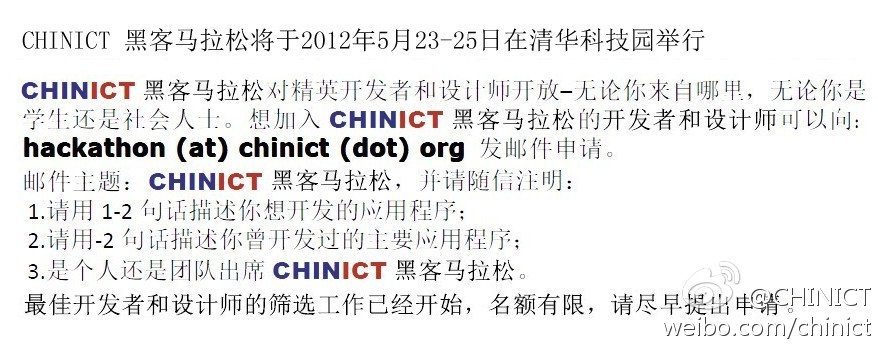 CHINICT 黑客马拉松将于2012年5月23-25日在清华科技园举行
CHINICT 黑客马拉松对精英开发者和设计师开放–无论你来自哪里，无论你是
学生还是社会人士。想加入 CHINICT 黑客马拉松的开发者和设计师可以向：
hackathon (at) chinict (dot) org 发邮件申请。
邮件主题：CHINICT 黑客马拉松，并请随信注明：
1.请用 1-2 句话描述你想开发的应用程序；
2.请用-2 句话描述你曾开发过的主要应用程序；
3.是个人还是团队出席 CHINICT 黑客马拉松。
最佳开发者和设计师的筛选工作已经开始，名额有限，请尽早提出申请。
@CHINICT
weibo.com/chinict